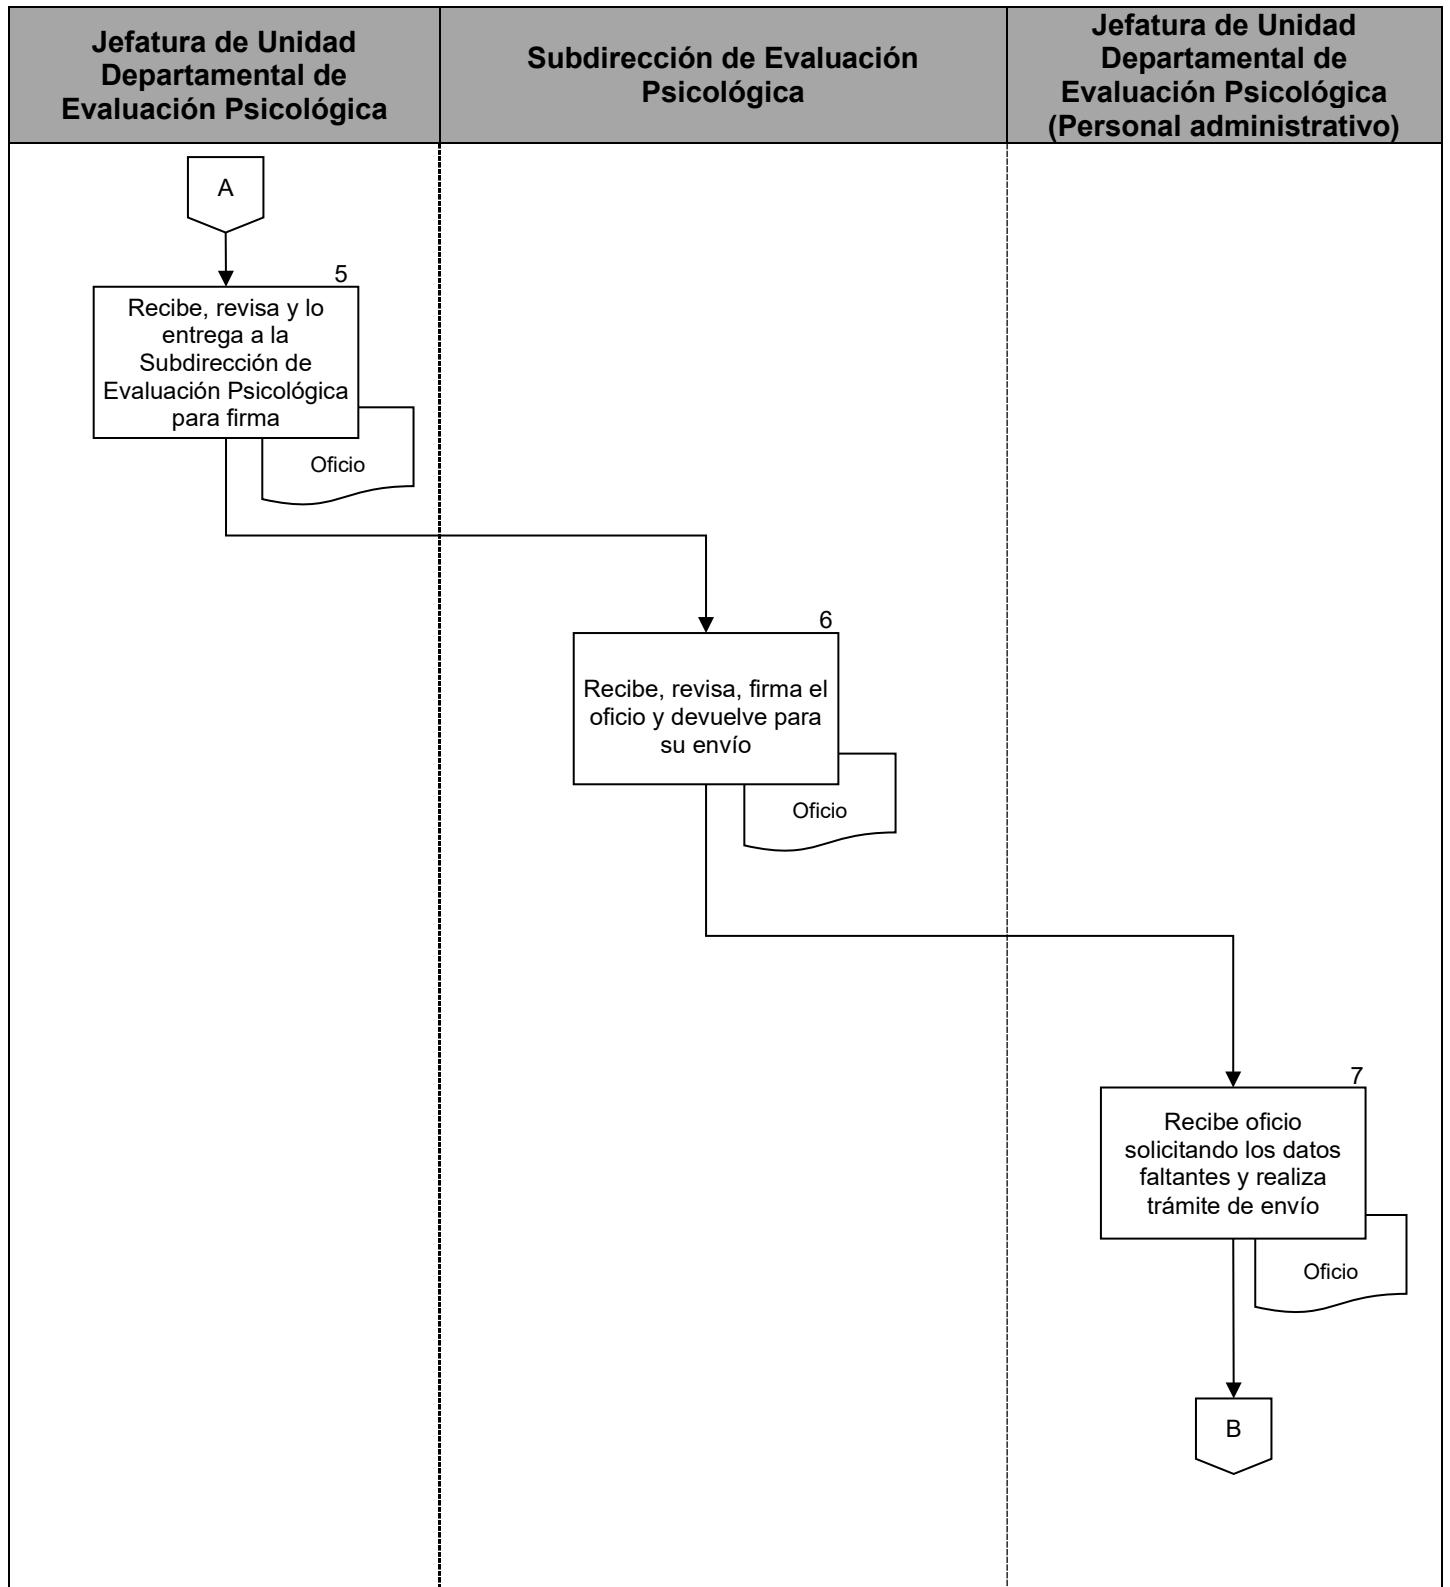 Jefatura de Unidad
Departamental de
Evaluación Psicológica
Subdirección de Evaluación
Psicológica
Jefatura de Unidad
Departamental de
Evaluación Psicológica
(Personal administrativo)
A
5
Recibe, revisa y lo
entrega a la
Subdirección de
Evaluación Psicológica
para firma
Oficio
6
Recibe, revisa, firma el
oficio y devuelve para
su envío
Oficio
7
Recibe oficio
solicitando los datos
faltantes y realiza
trámite de envío
Oficio
B